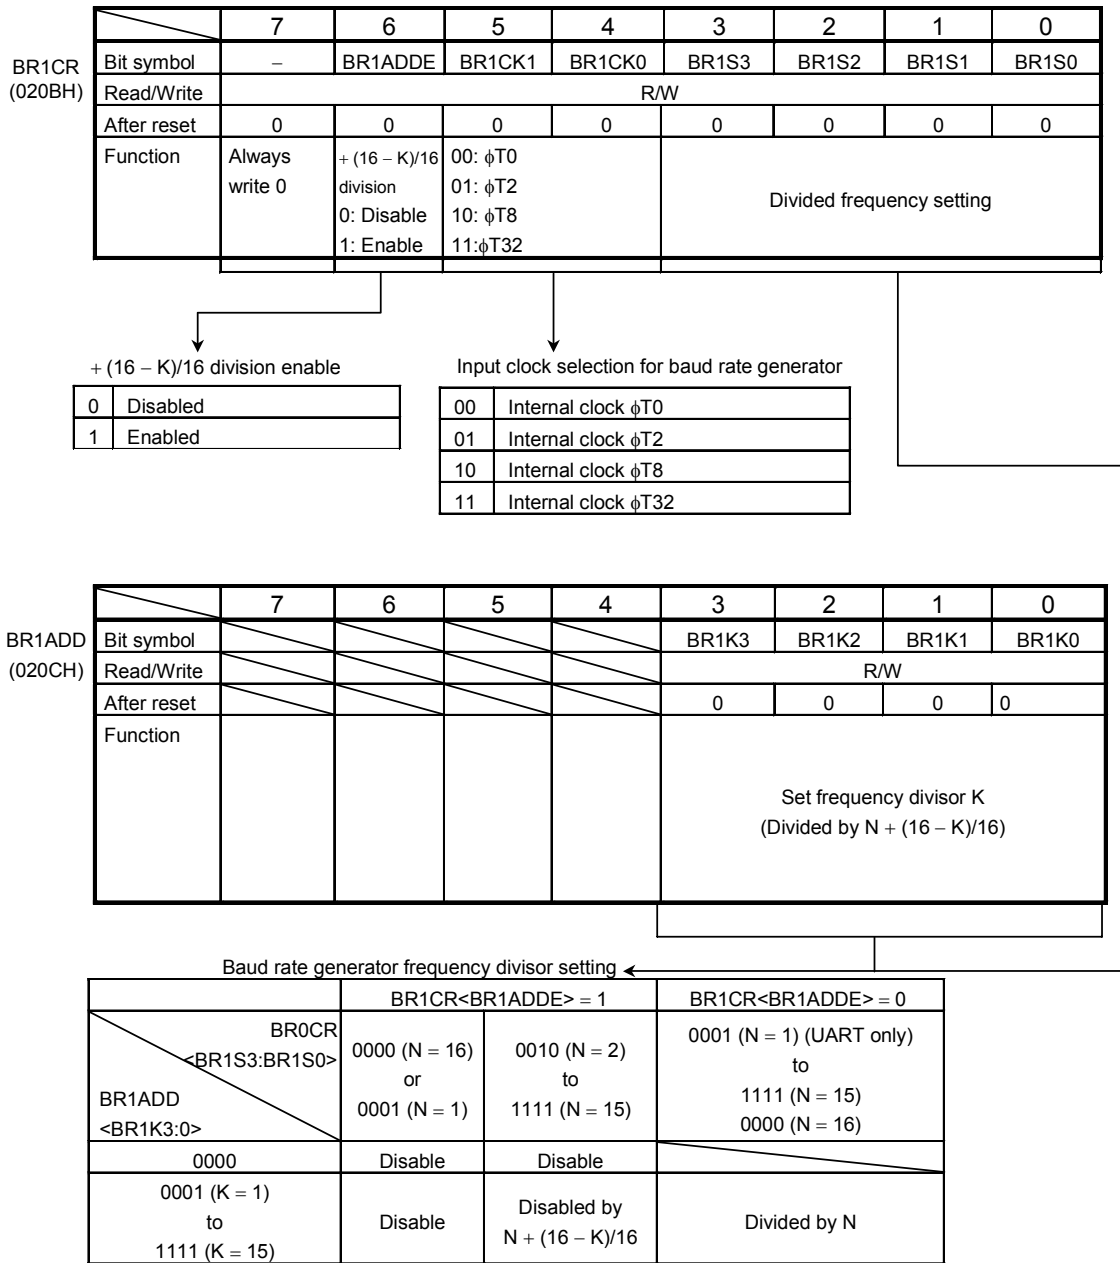 7 6 5 4 3 2 1 0
BR1CR
(020BH)
Bit symbol – BR1ADDE BR1CK1 BR1CK0 BR1S3 BR1S2 BR1S1 BR1S0
Read/Write R/W
After reset 0 0 0 0 0 0 0 0
Function
Always
write 0
+ (16 – K)/16
division
0: Disable
1: Enable
00: ϕT0
01: ϕT2
10: ϕT8
11:ϕT32
Divided frequency setting
+ (16 – K)/16 division enable
0 Disabled
1 Enabled
Input clock selection for baud rate generator
00 Internal clock ϕT0
01 Internal clock ϕT2
10 Internal clock ϕT8
11 Internal clock ϕT32
7 6 5 4 3 2 1 0
BR1ADD
(020CH)
Bit symbol BR1K3 BR1K2 BR1K1 BR1K0
Read/Write R/W
After reset 0 0 0 0
Function
Set frequency divisor K
(Divided by N + (16 – K)/16)
Baud rate generator frequency divisor setting
BR1CR<BR1ADDE> = 1 BR1CR<BR1ADDE> = 0
BR0CR
<BR1S3:BR1S0>
BR1ADD
<BR1K3:0>
0000 (N = 16)
or
0001 (N = 1)
0010 (N = 2)
to
1111 (N = 15)
0001 (N = 1) (UART only)
to
1111 (N = 15)
0000 (N = 16)
0000 Disable Disable
0001 (K = 1)
to
1111 (K = 15)
Disable
Disabled by
N + (16 – K)/16
Divided by N